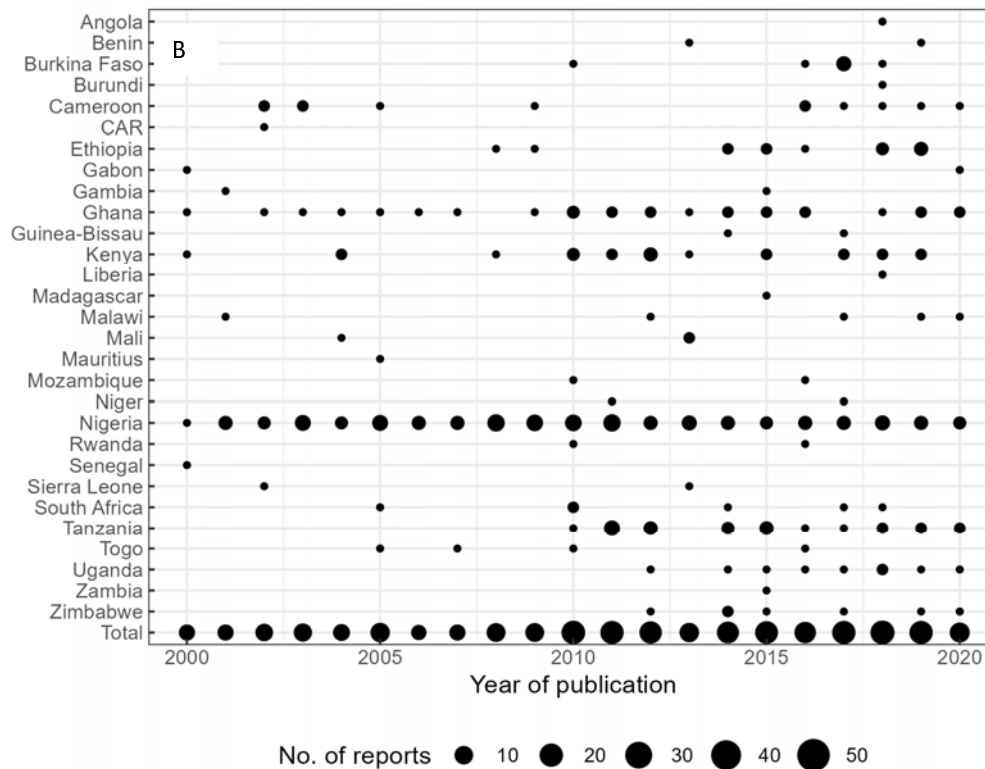 B
Angola
Benin
Burkina Faso
Burundi
Cameroon
CAR
Ethiopia
Gabon
Gambia
Ghana
Guinea-Bissau
Kenya
Liberia
Madagascar
Malawi
Mali
Mauritius
Mozambique
Niger
Nigeria
Rwanda
Senegal
Sierra Leone
South Africa
Tanzania
Togo
Uganda
Zambia
Zimbabwe
Total
2000 2005 2010 2015 2020
Year of publication
No. of reports 10 20 30 40 50